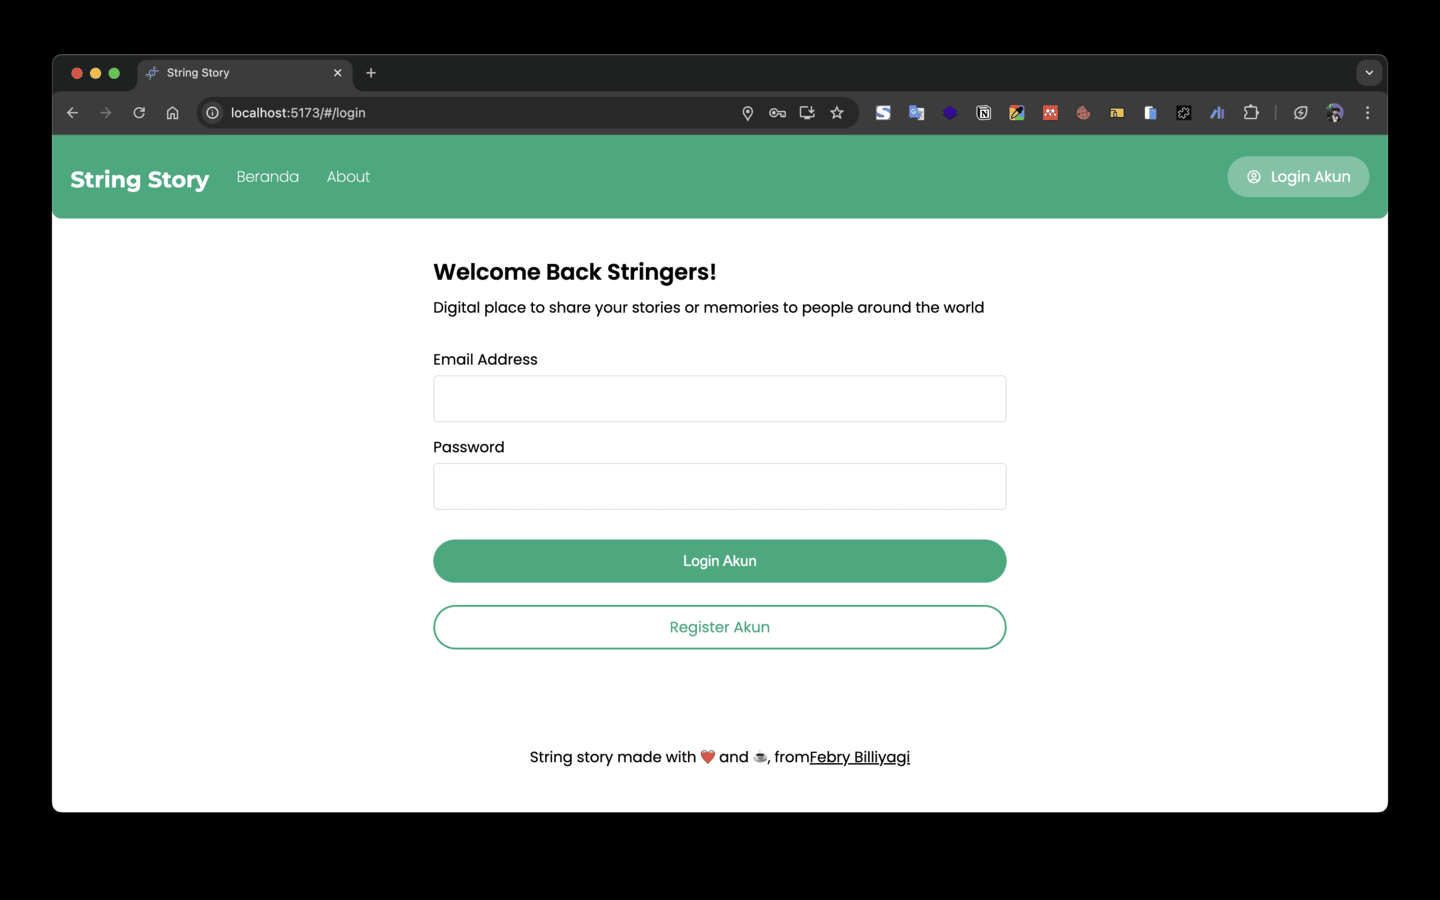 String Story
localhost:5173/#/login
String Story
Beranda
About
Login Akun
Welcome Back Stringers!
Digital place to share your stories or memories to people around the world
Email Address
Password
Login Akun
Register Akun
String story made with ❤️ and ☕, fromFebry Billiyagi